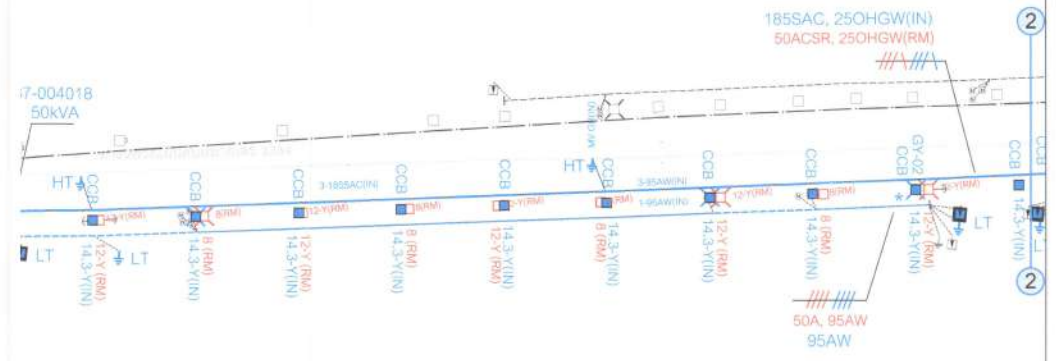 185SAC, 25OHGW(IN)
50ACSR, 25OHGW(RM)
2
37-004018
50kVA
HT
CCB
CCB
CCB
CCB
CCB
HT
CCB
CCB
CCB
GY-02
CCB
CCB
3-185SAC(IN)
3-95AW(IN)
1-95AW(IN)
12-Y(RM)
8(RM)
12-Y(RM)
8(RM)
12-Y(RM)
8(RM)
12-Y(RM)
8(RM)
12-Y(RM)
LT
LT
LT
12-Y (RM)
14.3-Y(IN)
8 (RM)
14.3-Y(IN)
12-Y (RM)
14.3-Y(IN)
8 (RM)
14.3-Y(IN)
14.3-Y(IN)
12-Y (RM)
14.3-Y(IN)
8 (RM)
12-Y (RM)
14.3-Y(IN)
8 (RM)
14.3-Y(IN)
12-Y (RM)
14.3-Y(IN)
14.3-Y(IN)
2
50A, 95AW
95AW